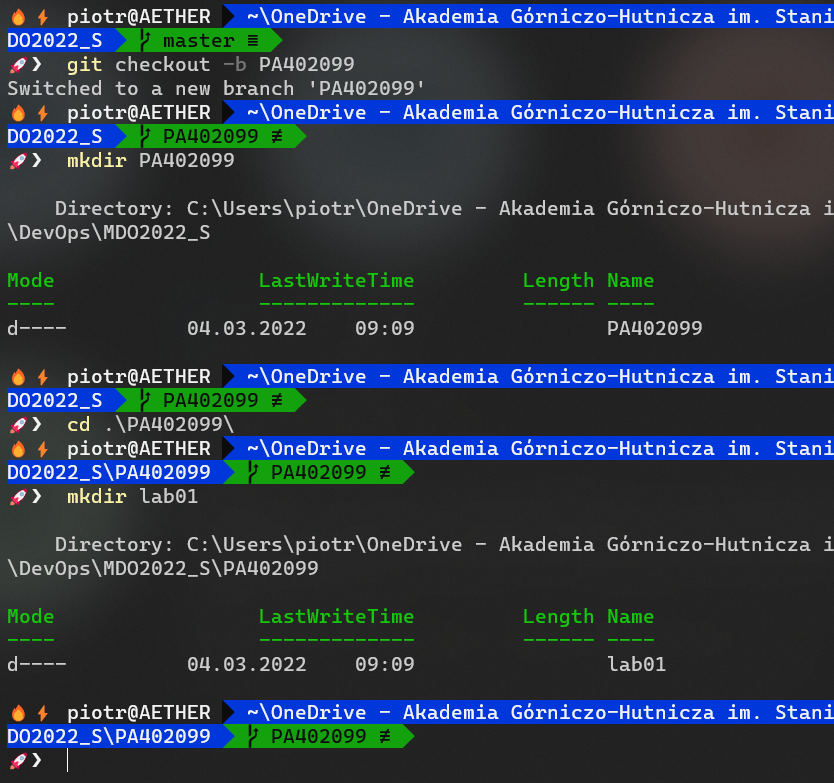 🔥 ⚡ piotr@AETHER ~\OneDrive - Akademia Górniczo-Hutnicza im. Stani
DO2022_S master ≡
🚀❯ git checkout -b PA402099
Switched to a new branch 'PA402099'
🔥 ⚡ piotr@AETHER ~\OneDrive - Akademia Górniczo-Hutnicza im. Stani
DO2022_S PA402099 ≢
🚀❯ mkdir PA402099
Directory: C:\Users\piotr\OneDrive - Akademia Górniczo-Hutnicza i
\DevOps\MDO2022_S
Mode LastWriteTime Length Name
---- ------------- ------ ----
d---- 04.03.2022 09:09 PA402099
🔥 ⚡ piotr@AETHER ~\OneDrive - Akademia Górniczo-Hutnicza im. Stani
DO2022_S PA402099 ≢
🚀❯ cd .\PA402099\
🔥 ⚡ piotr@AETHER ~\OneDrive - Akademia Górniczo-Hutnicza im. Stani
DO2022_S\PA402099 PA402099 ≢
🚀❯ mkdir lab01
Directory: C:\Users\piotr\OneDrive - Akademia Górniczo-Hutnicza i
\DevOps\MDO2022_S\PA402099
Mode LastWriteTime Length Name
---- ------------- ------ ----
d---- 04.03.2022 09:09 lab01
🔥 ⚡ piotr@AETHER ~\OneDrive - Akademia Górniczo-Hutnicza im. Stani
DO2022_S\PA402099 PA402099 ≢
🚀❯